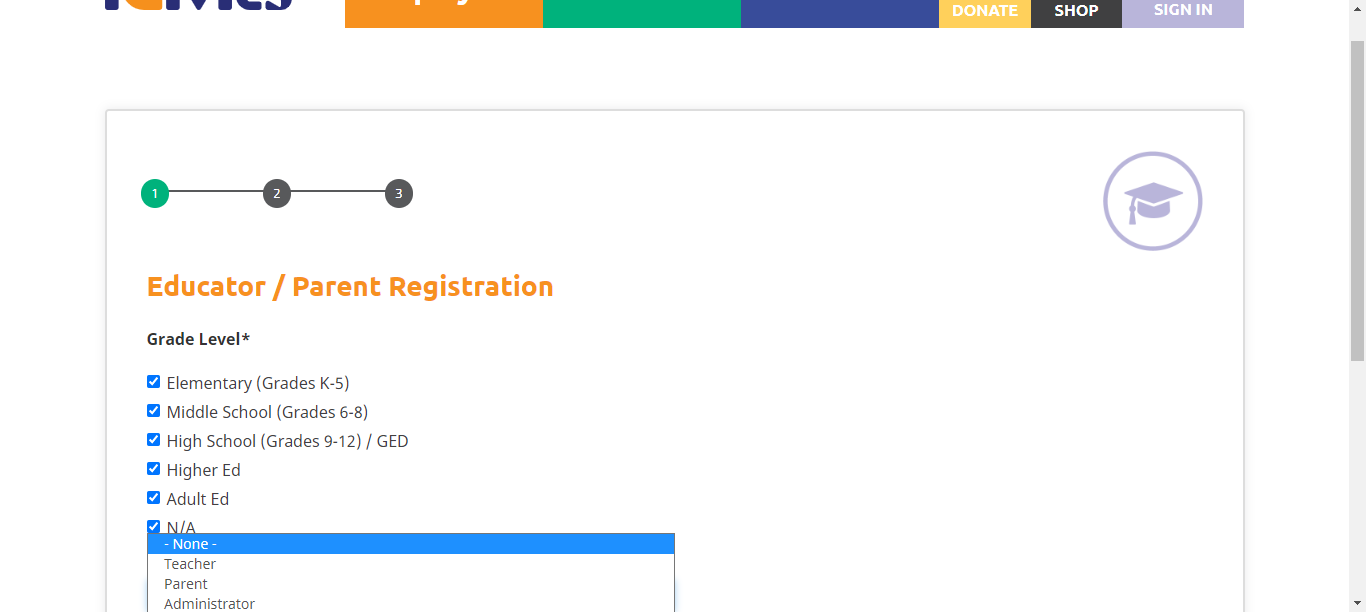 DONATE SHOP SIGN IN
1 2 3
Educator / Parent Registration
Grade Level*
Elementary (Grades K-5)
Middle School (Grades 6-8)
High School (Grades 9-12) / GED
Higher Ed
Adult Ed
N/A
- None -
Teacher
Parent
Administrator